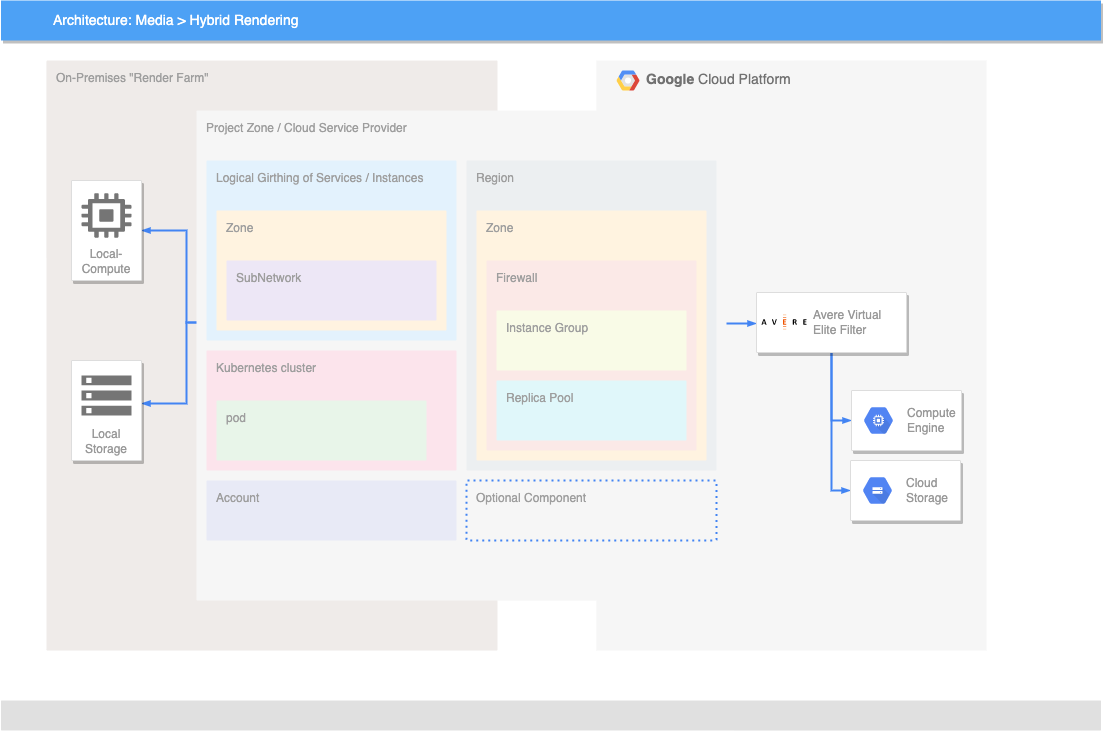 Architecture: Media > Hybrid Rendering
On-Premises "Render Farm"
Google Cloud Platform
Project Zone / Cloud Service Provider
Logical Girthing of Services / Instances
Zone
SubNetwork
Kubernetes cluster
pod
Account
Region
Zone
Firewall
Instance Group
Replica Pool
Optional Component
Local-
Compute
Local
Storage
AVERE
Avere Virtual
Elite Filter
Compute
Engine
Cloud
Storage